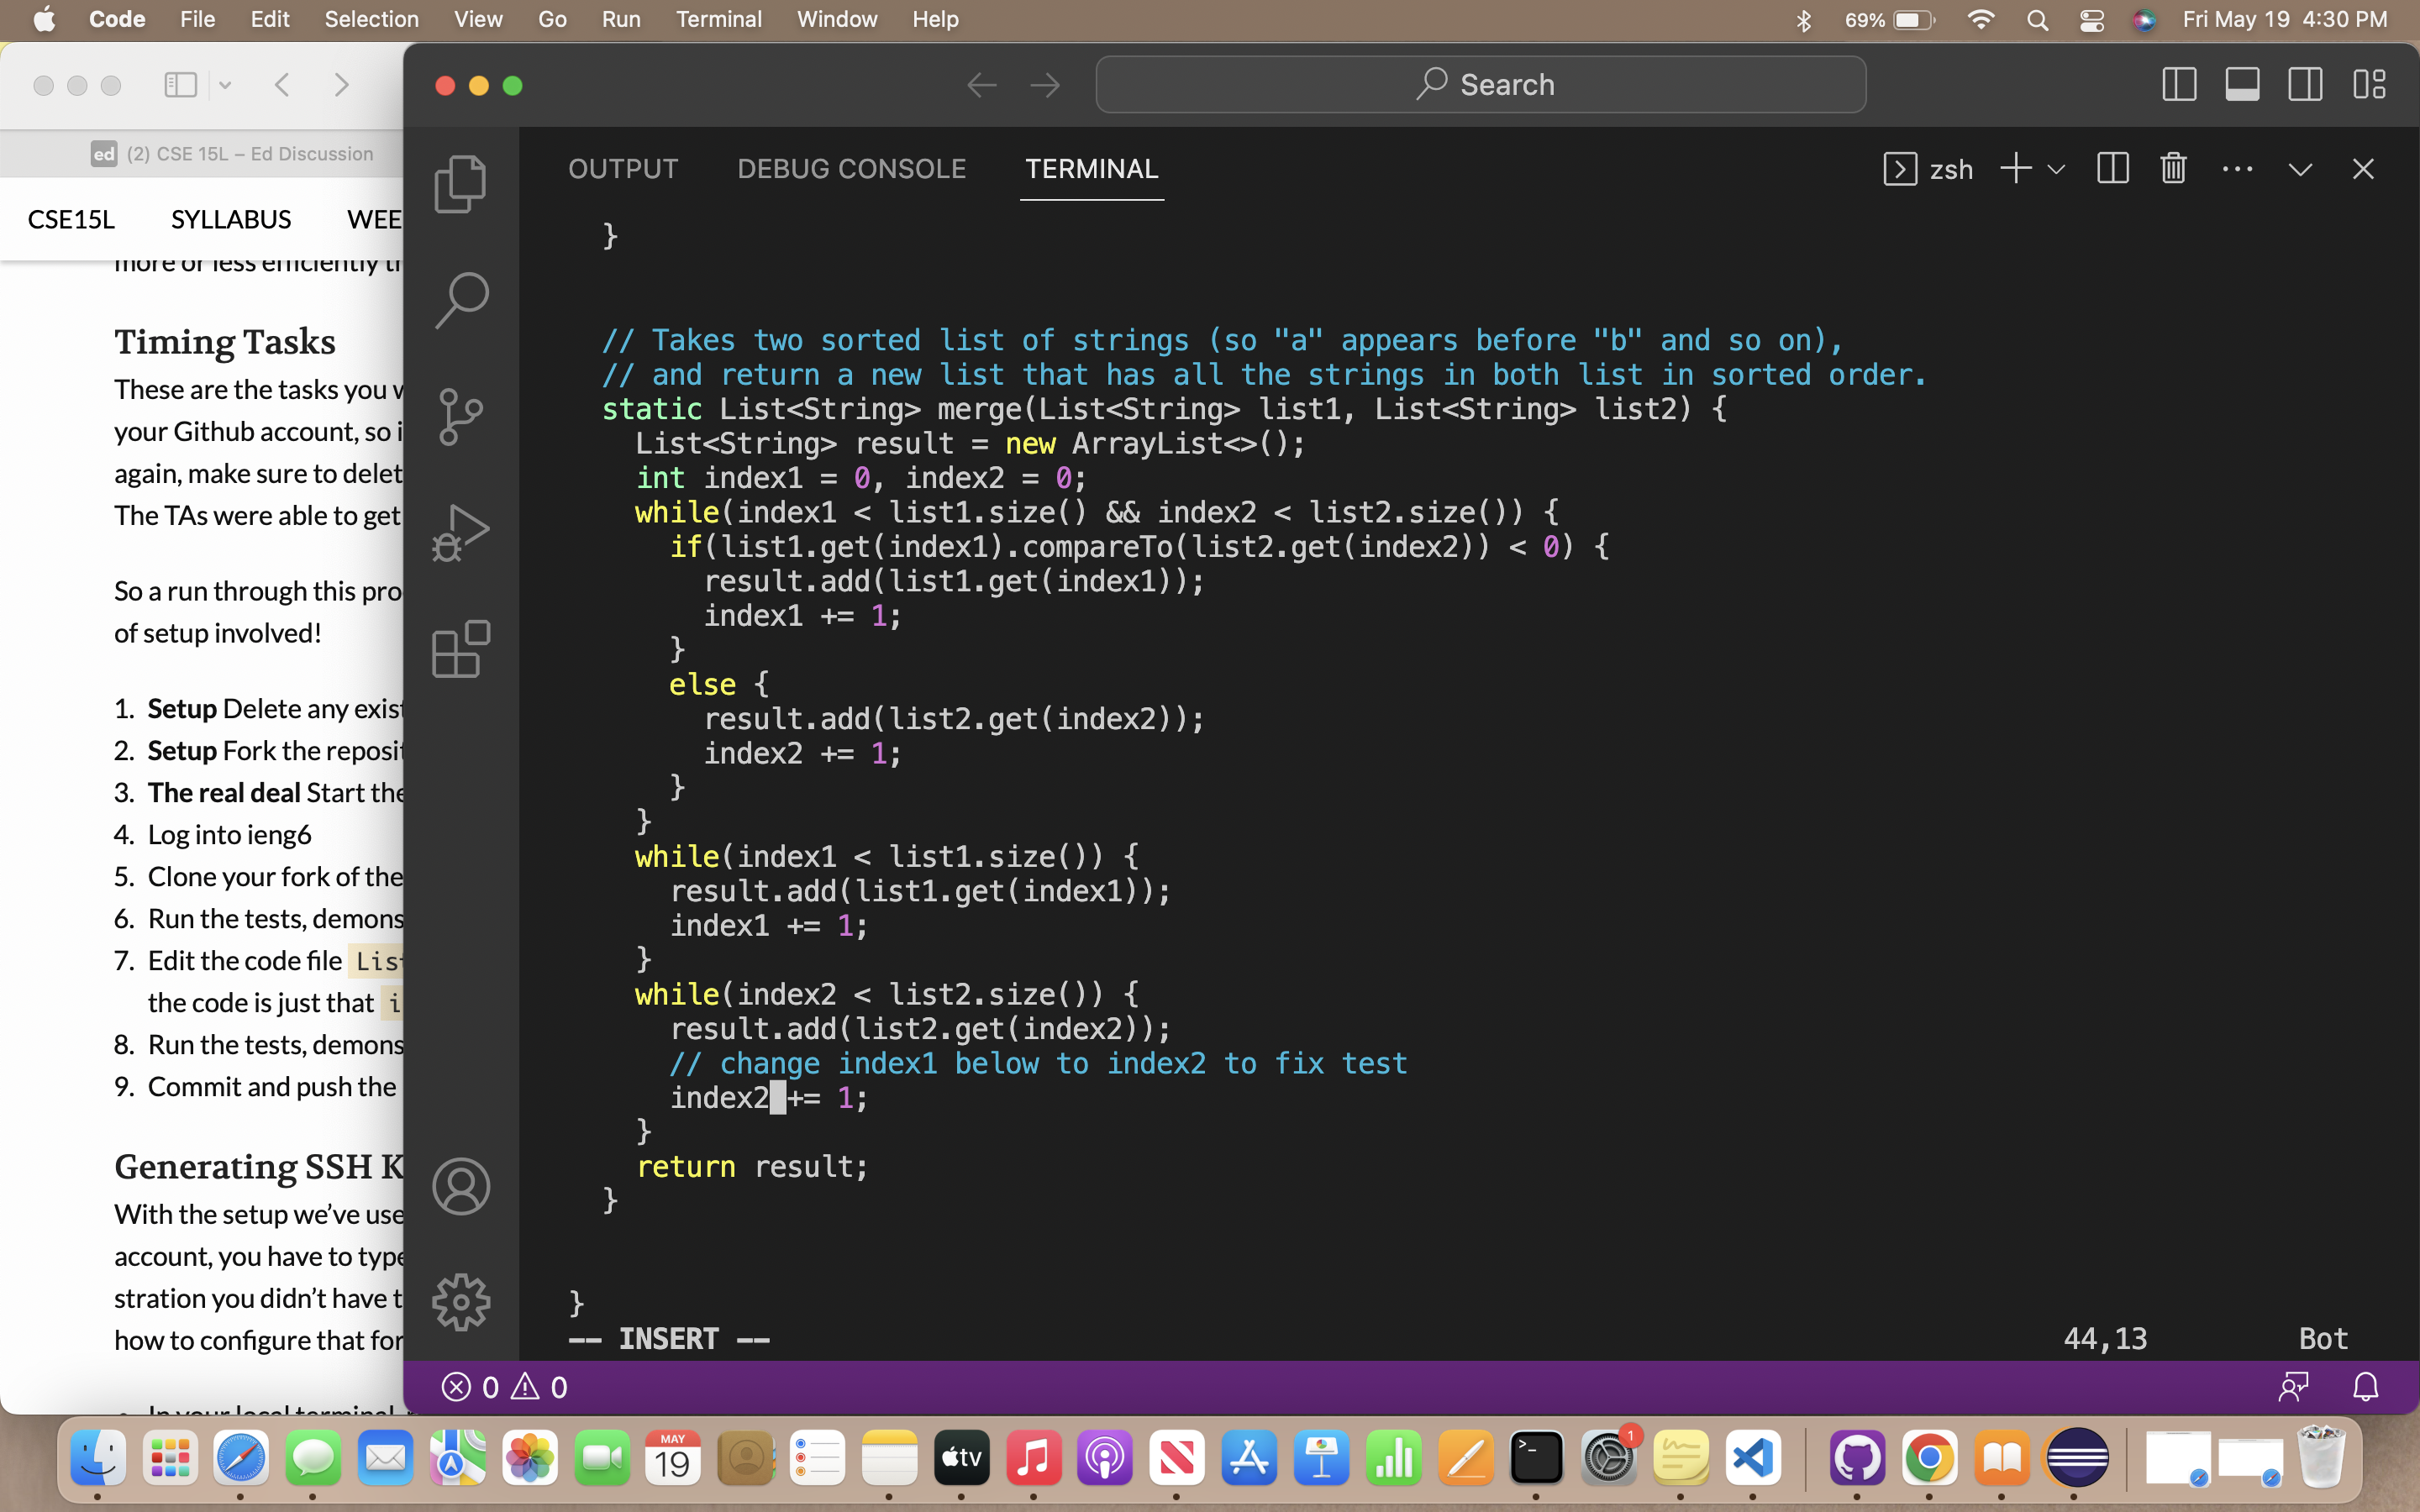 Code File Edit Selection View Go Run Terminal Window Help 69% Fri May 19 4:30 PM
Search
ed (2) CSE 15L – Ed Discussion
CSE15L SYLLABUS WEE
more or less efficiently
Timing Tasks
These are the tasks you w
your Github account, so i
again, make sure to delet
The TAs were able to get
So a run through this pro
of setup involved!
1. Setup Delete any exist
2. Setup Fork the reposit
3. The real deal Start the
4. Log into ieng6
5. Clone your fork of the
6. Run the tests, demons
7. Edit the code file List
the code is just that i
8. Run the tests, demons
9. Commit and push the
Generating SSH K
With the setup we’ve use
account, you have to type
stration you didn’t have t
how to configure that for
In your local terminal,
OUTPUT DEBUG CONSOLE TERMINAL zsh
}
// Takes two sorted list of strings (so "a" appears before "b" and so on),
// and return a new list that has all the strings in both list in sorted order.
static List<String> merge(List<String> list1, List<String> list2) {
List<String> result = new ArrayList<>();
int index1 = 0, index2 = 0;
while(index1 < list1.size() && index2 < list2.size()) {
if(list1.get(index1).compareTo(list2.get(index2)) < 0) {
result.add(list1.get(index1));
index1 += 1;
}
else {
result.add(list2.get(index2));
index2 += 1;
}
}
while(index1 < list1.size()) {
result.add(list1.get(index1));
index1 += 1;
}
while(index2 < list2.size()) {
result.add(list2.get(index2));
// change index1 below to index2 to fix test
index2 += 1;
}
return result;
}
}
-- INSERT -- 44,13 Bot
0 0
MAY
19
tv
1